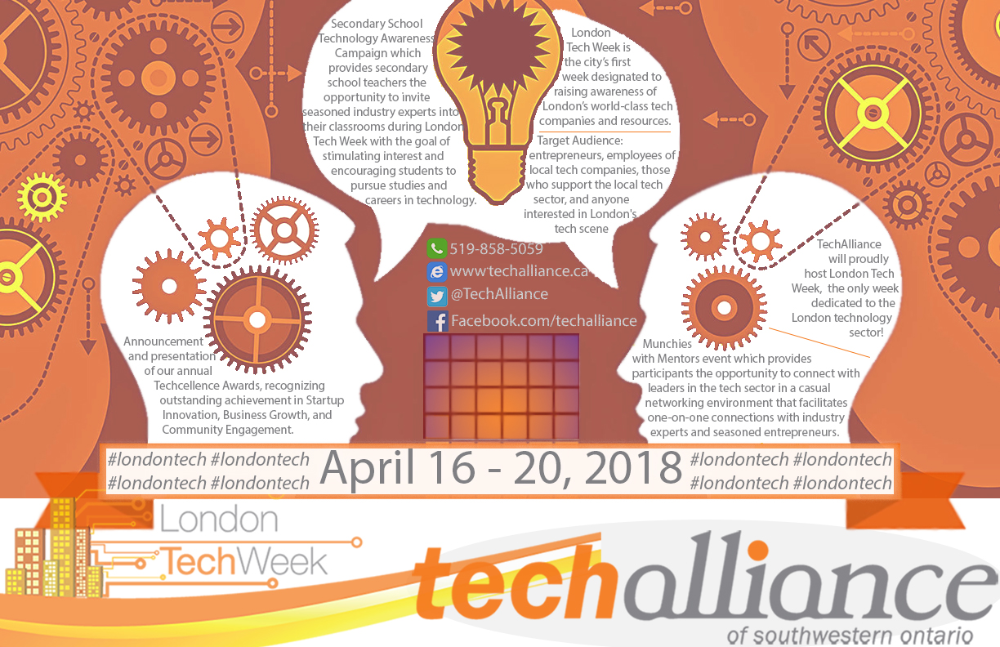 Secondary School
Technology Awareness
Campaign which
provides secondary
school teachers the
opportunity to invite
seasoned industry experts into
their classrooms during London
Tech Week with the goal of
stimulating interest and
encouraging students to
pursue studies and
careers in technology.
London
Tech Week is
the city's first
week designated to
raising awareness of
London's world-class tech
companies and resources.
Target Audience:
entrepreneurs, employees of
local tech companies, those
who support the local tech
sector, and anyone
interested in London's
tech scene
519-858-5059
www.techalliance.ca
@TechAlliance
Facebook.com/techalliance
Announcement
and presentation
of our annual
Techcellence Awards, recognizing
outstanding achievement in Startup
Innovation, Business Growth, and
Community Engagement.
TechAlliance
will proudly
host London Tech
Week, the only week
dedicated to the
London technology
sector!
Munchies
with Mentors event which provides
participants the opportunity to connect with
leaders in the tech sector in a casual
networking environment that facilitates
one-on-one connections with industry
experts and seasoned entrepreneurs.
#londontech #londontech
#londontech #londontech
April 16 - 20, 2018
#londontech #londontech
#londontech #londontech
London
TechWeek
techalliance
of southwestern ontario